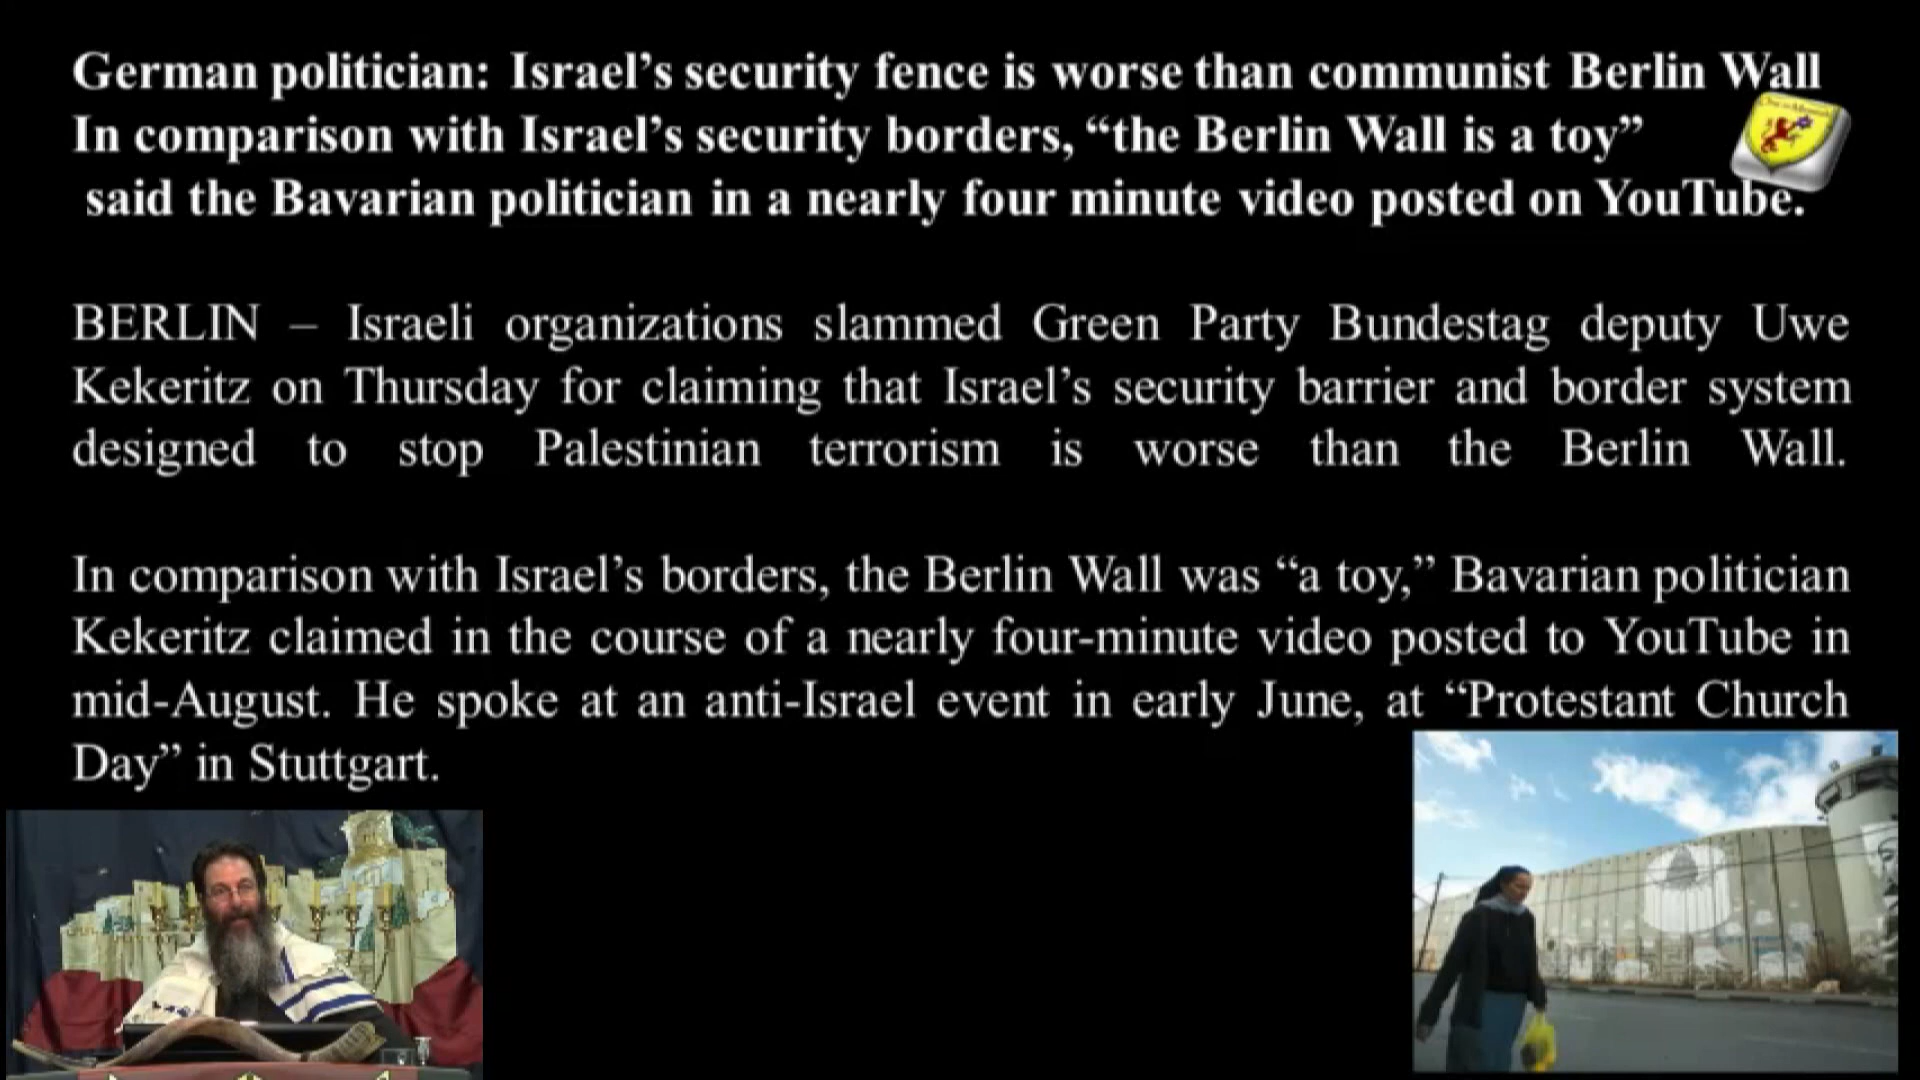 German politician: Israel’s security fence is worse than communist Berlin Wall
In comparison with Israel’s security borders, “the Berlin Wall is a toy”
said the Bavarian politician in a nearly four minute video posted on YouTube.
BERLIN – Israeli organizations slammed Green Party Bundestag deputy Uwe
Kekeritz on Thursday for claiming that Israel’s security barrier and border system
designed to stop Palestinian terrorism is worse than the Berlin Wall.
In comparison with Israel’s borders, the Berlin Wall was “a toy,” Bavarian politician
Kekeritz claimed in the course of a nearly four-minute video posted to YouTube in
mid-August. He spoke at an anti-Israel event in early June, at “Protestant Church
Day” in Stuttgart.